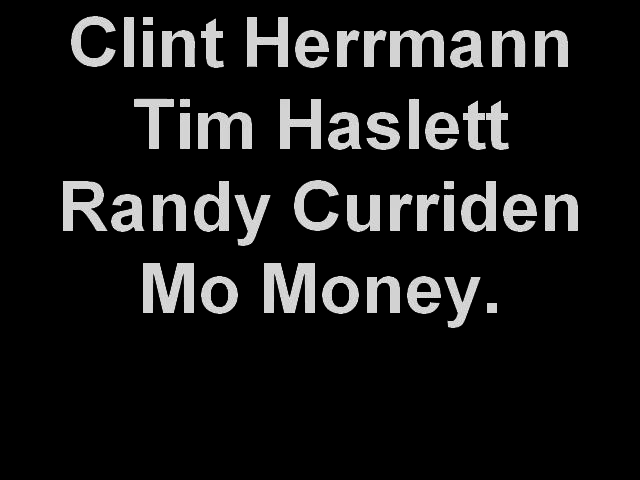 Clint Herrmann
Tim Haslett
Randy Curriden
Mo Money.